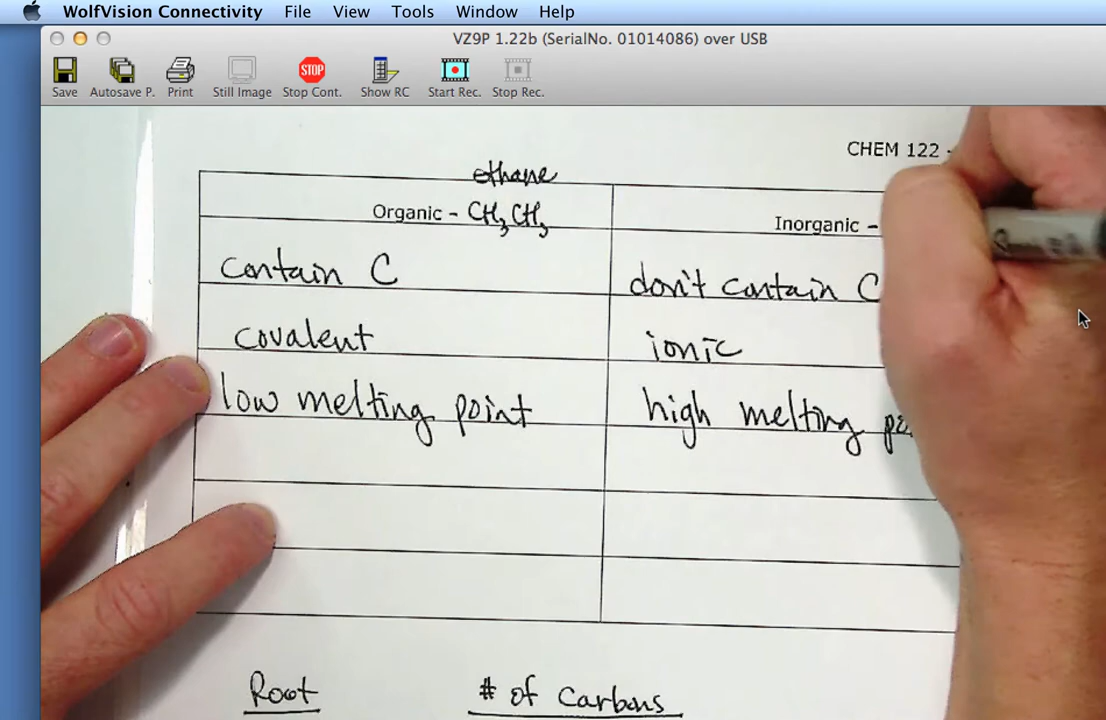 WolfVision Connectivity File View Tools Window Help
VZ9P 1.22b (SerialNo. 01014086) over USB
Save Autosave P. Print Still Image Stop Cont. Show RC Start Rec. Stop Rec.
STOP
CHEM 122 -
ethane
Organic - CH3CH3
Inorganic -
contain C
don't contain C
covalent
ionic
low melting point
high melting
Root # of Carbons